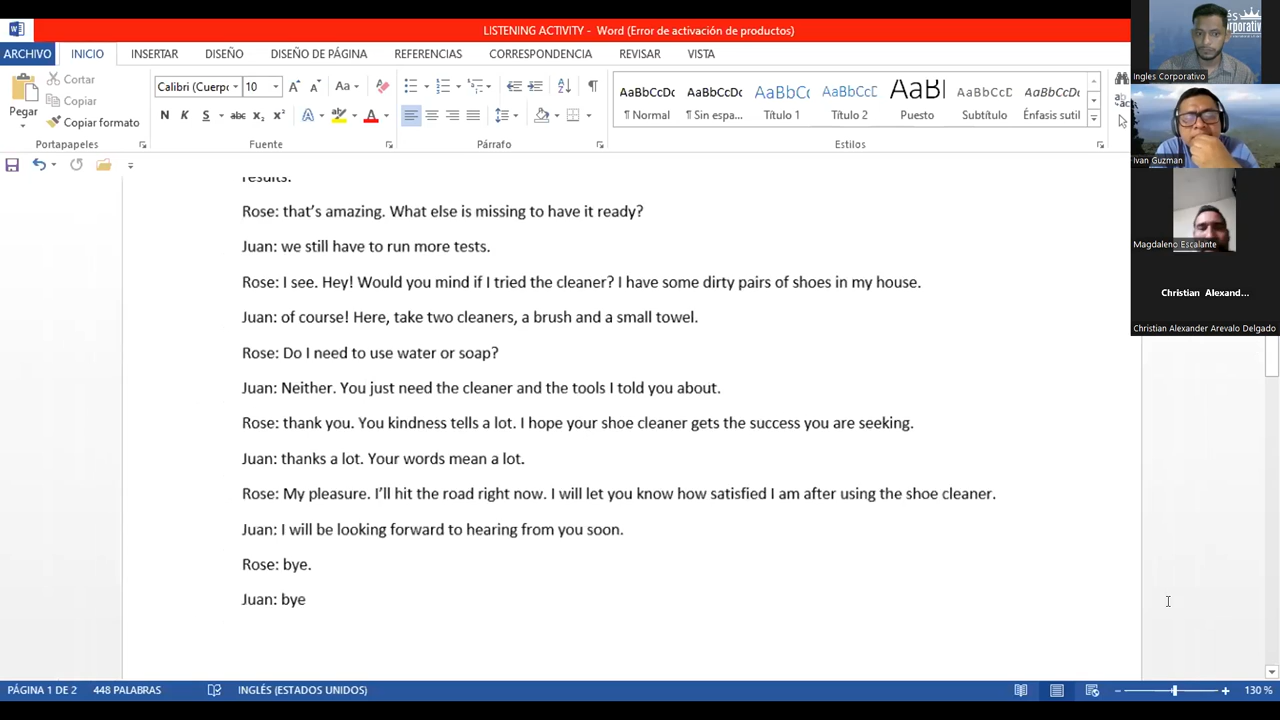 LISTENING ACTIVITY - Word (Error de activación de productos)
ARCHIVO INICIO INSERTAR DISEÑO DISEÑO DE PÁGINA REFERENCIAS CORRESPONDENCIA REVISAR VISTA
Pegar
Cortar
Copiar
Copiar formato
Portapapeles
Calibri (Cuerpo 10
N K S abc x₂ x²
Fuente
Párrafo
AaBbCcDc AaBbCcDc AaBbCc AaBbCcD AaBl AaBbCcD AaBbCcDc
¶ Normal ¶ Sin espa... Título 1 Título 2 Puesto Subtítulo Énfasis sutil
Estilos
Ingles Corporativo
Ivan Guzman
Magdaleno Escalante
Christian Alexand...
Christian Alexander Arevalo Delgado
results.
Rose: that’s amazing. What else is missing to have it ready?
Juan: we still have to run more tests.
Rose: I see. Hey! Would you mind if I tried the cleaner? I have some dirty pairs of shoes in my house.
Juan: of course! Here, take two cleaners, a brush and a small towel.
Rose: Do I need to use water or soap?
Juan: Neither. You just need the cleaner and the tools I told you about.
Rose: thank you. You kindness tells a lot. I hope your shoe cleaner gets the success you are seeking.
Juan: thanks a lot. Your words mean a lot.
Rose: My pleasure. I’ll hit the road right now. I will let you know how satisfied I am after using the shoe cleaner.
Juan: I will be looking forward to hearing from you soon.
Rose: bye.
Juan: bye
PÁGINA 1 DE 2 448 PALABRAS INGLÉS (ESTADOS UNIDOS) 130 %